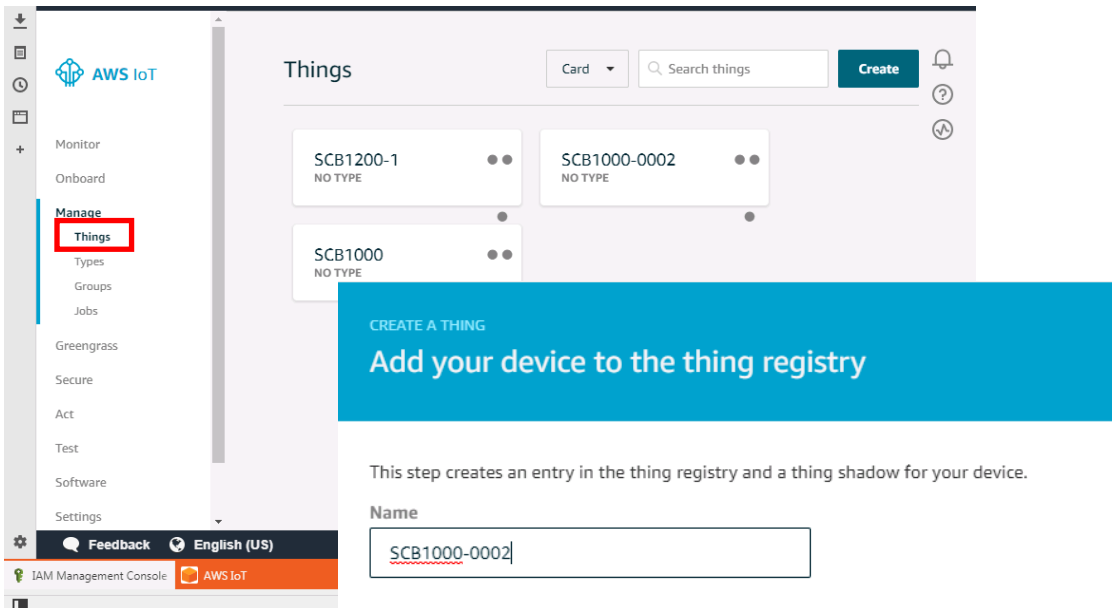 AWS IoT
Monitor
Onboard
Manage
Things
Types
Groups
Jobs
Greengrass
Secure
Act
Test
Software
Settings
Things
Card
Search things
Create
SCB1200-1
NO TYPE
SCB1000-0002
NO TYPE
SCB1000
NO TYPE
CREATE A THING
Add your device to the thing registry
This step creates an entry in the thing registry and a thing shadow for your device.
Name
SCB1000-0002
Feedback English (US)
IAM Management Console AWS IoT